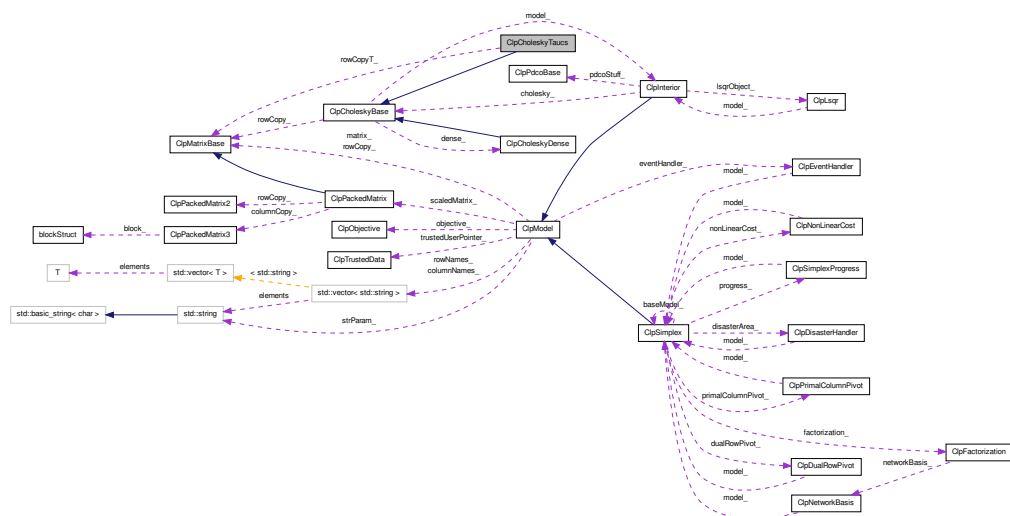 model_
ClpCholeskyTaucs
rowCopyT_
ClpPdcoBase
pdcoStuff_
ClpInterior
lsqrObject_
ClpLsqr
cholesky_
model_
ClpCholeskyBase
rowCopy_
matrix_
rowCopy_
dense_
ClpCholeskyDense
ClpMatrixBase
eventHandler_
ClpEventHandler
model_
ClpPackedMatrix2
rowCopy_
columnCopy_
ClpPackedMatrix
scaledMatrix_
model_
nonLinearCost_
ClpNonLinearCost
blockStruct
block_
ClpPackedMatrix3
ClpObjective
objective_
trustedUserPointer_
ClpModel
model_
ClpTrustedData
rowNames_
columnNames_
ClpSimplexProgress
progress_
T
elements
std::vector< T >
< std::string >
std::vector< std::string >
elements
baseModel_
std::basic_string< char >
std::string
strParam_
ClpSimplex
disasterArea_
model_
ClpDisasterHandler
model_
ClpPrimalColumnPivot
primalColumnPivot_
factorization_
ClpFactorization
dualRowPivot_
ClpDualRowPivot
networkBasis_
model_
model_
ClpNetworkBasis